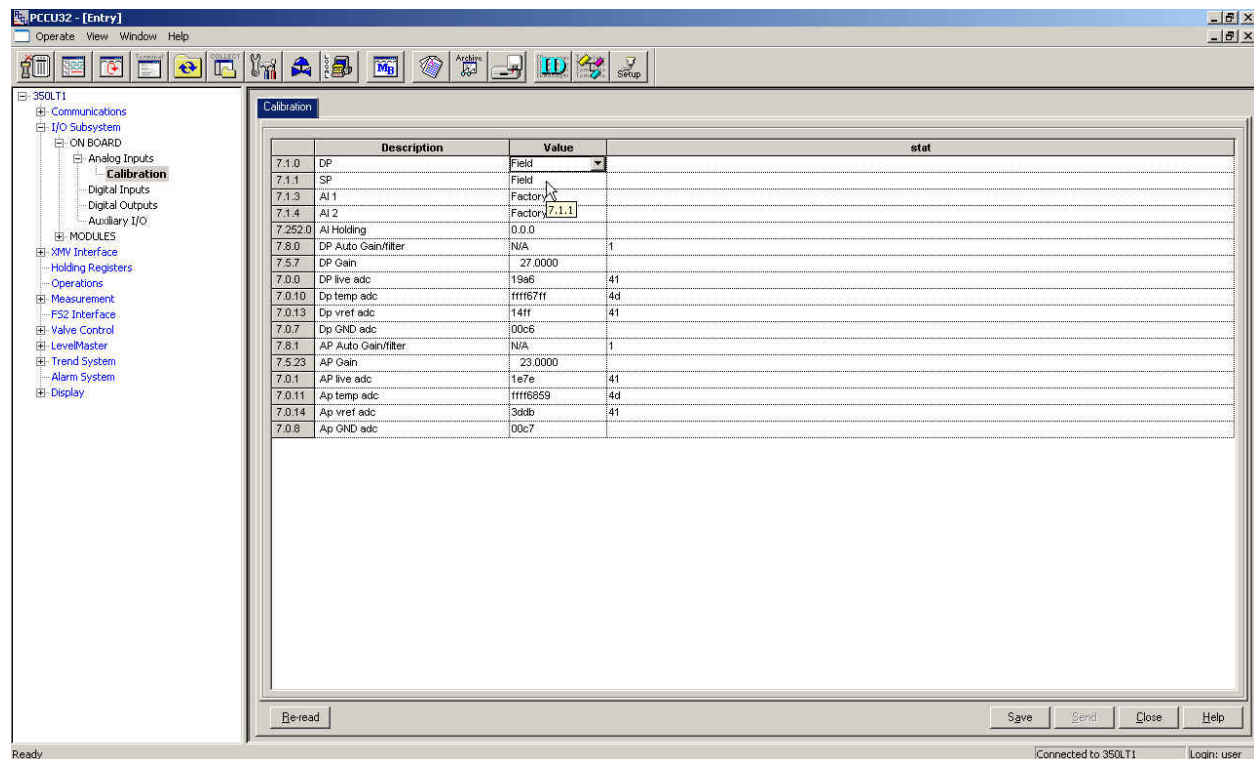 PCCU32 - [Entry]
Operate View Window Help
Terminal COLLECT Archive MB ID Setup
350LT1
Communications
I/O Subsystem
ON BOARD
Analog Inputs
Calibration
Digital Inputs
Digital Outputs
Auxiliary I/O
MODULES
XMV Interface
Holding Registers
Operations
Measurement
FS2 Interface
Valve Control
LevelMaster
Trend System
Alarm System
Display
Calibration
Description Value stat
7.1.0 DP Field
7.1.1 SP Field
7.1.3 AI 1 Factory
7.1.4 AI 2 Factory
7.1.1
7.252.0 AI Holding 0.0.0
7.8.0 DP Auto Gain/filter N/A 1
7.5.7 DP Gain 27.0000
7.0.0 DP live adc 19a6 41
7.0.10 Dp temp adc ffff67ff 4d
7.0.13 Dp vref adc 14ff 41
7.0.7 Dp GND adc 00c6
7.8.1 AP Auto Gain/filter N/A 1
7.5.23 AP Gain 23.0000
7.0.1 AP live adc 1e7e 41
7.0.11 Ap temp adc ffff6859 4d
7.0.14 Ap vref adc 3ddb 41
7.0.8 Ap GND adc 00c7
Re-read Save Send Close Help
Ready Connected to 350LT1 Login: user